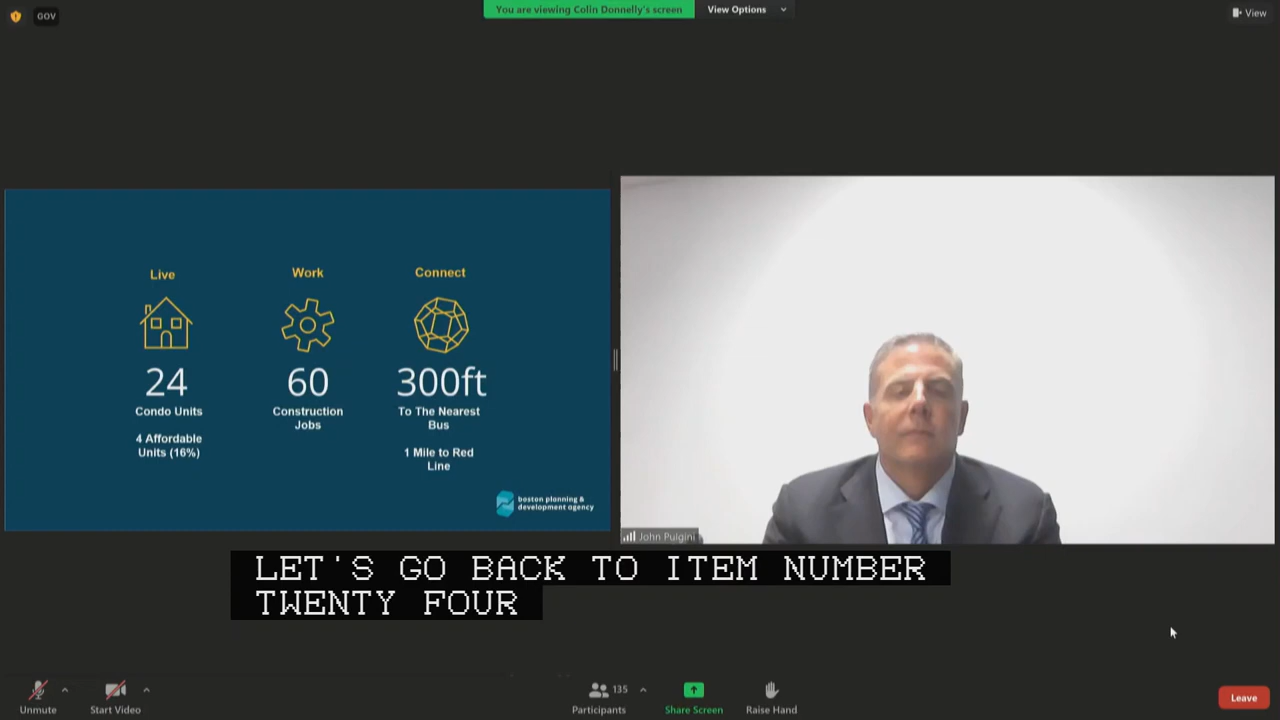 GOV
You are viewing Colin Donnelly's screen
View Options
View
Live
Work
Connect
24
60
300ft
Condo Units
Construction
Jobs
To The Nearest
Bus
4 Affordable
Units (16%)
1 Mile to Red
Line
boston planning &
development agency
John Pulgini
LET'S GO BACK TO ITEM NUMBER
TWENTY FOUR
Unmute
Start Video
135
Participants
Share Screen
Raise Hand
Leave